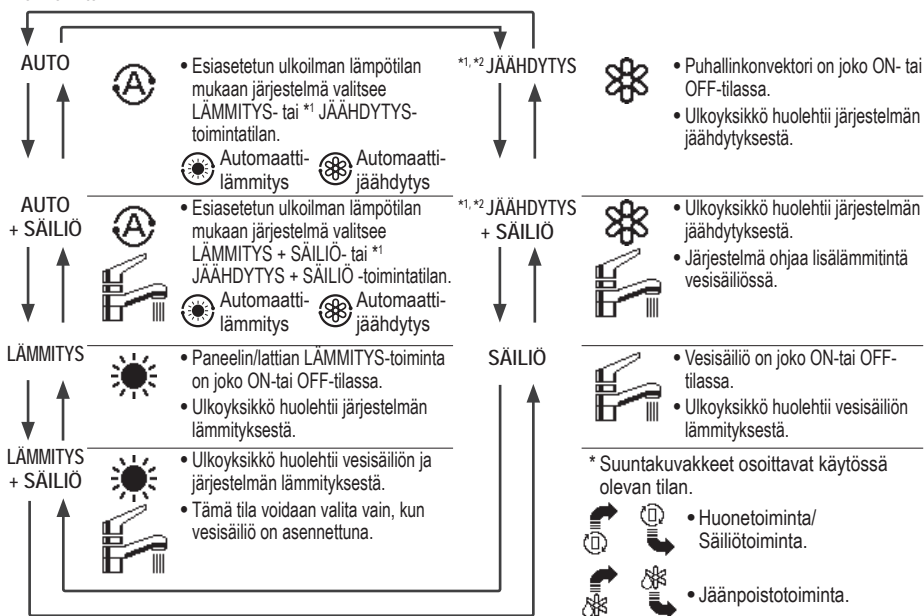 AUTO
• Esiasetetun ulkoilman lämpötilan
mukaan järjestelmä valitsee
LÄMMITYS- tai *1 JÄÄHDYTYS-
toimintatilan.
Automaatti-
lämmitys
Automaatti-
jäähdytys
AUTO
+ SÄILIÖ
• Esiasetetun ulkoilman lämpötilan
mukaan järjestelmä valitsee
LÄMMITYS + SÄILIÖ- tai *1
JÄÄHDYTYS + SÄILIÖ -toimintatilan.
Automaatti-
lämmitys
Automaatti-
jäähdytys
LÄMMITYS
• Paneelin/lattian LÄMMITYS-toiminta
on joko ON-tai OFF-tilassa.
• Ulkoyksikkö huolehtii järjestelmän
lämmityksestä.
LÄMMITYS
+ SÄILIÖ
• Ulkoyksikkö huolehtii vesisäiliön ja
järjestelmän lämmityksestä.
• Tämä tila voidaan valita vain, kun
vesisäiliö on asennettuna.
*1, *2 JÄÄHDYTYS
• Puhallinkonvektori on joko ON- tai
OFF-tilassa.
• Ulkoyksikkö huolehtii järjestelmän
jäähdytyksestä.
*1, *2 JÄÄHDYTYS
+ SÄILIÖ
• Ulkoyksikkö huolehtii järjestelmän
jäähdytyksestä.
• Järjestelmä ohjaa lisälämmitintä
vesisäiliössä.
SÄILIÖ
• Vesisäiliö on joko ON-tai OFF-
tilassa.
• Ulkoyksikkö huolehtii vesisäiliön
lämmityksestä.
* Suuntakuvakkeet osoittavat käytössä
olevan tilan.
• Huonetoiminta/
Säiliötoiminta.
• Jäänpoistotoiminta.